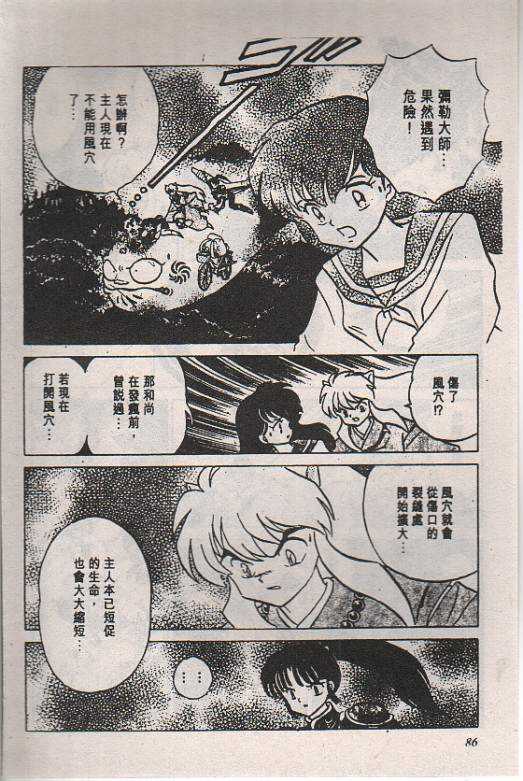 彌勒大師…
果然遇到
危險！
怎辦啊？
主人現在
不能用風穴
了…
傷了
風穴!?
那和尚
在發瘋前，
曾說過…
若現在
打開風穴…
風穴就會
從傷口的
裂縫處
開始擴大…
主人本已短促
的生命，
也會大大縮短…
……
86